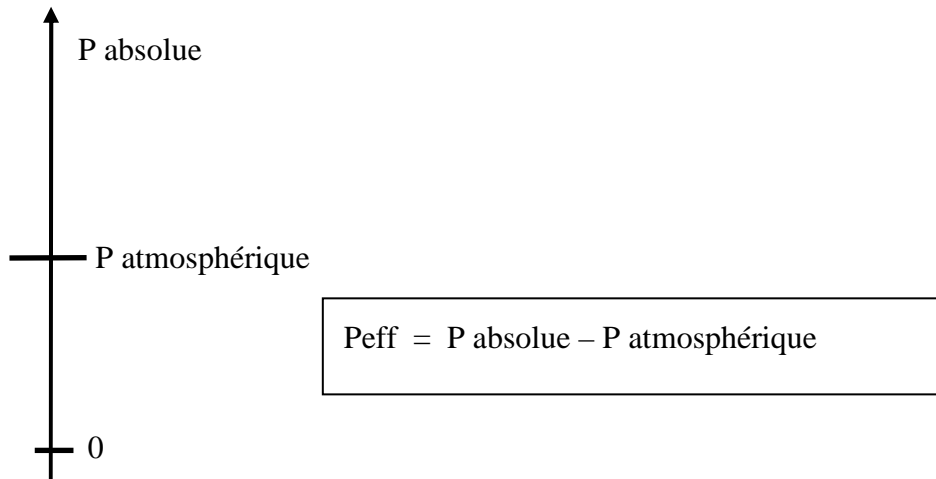 P absolue
P atmosphérique
Peff = P absolue – P atmosphérique
0